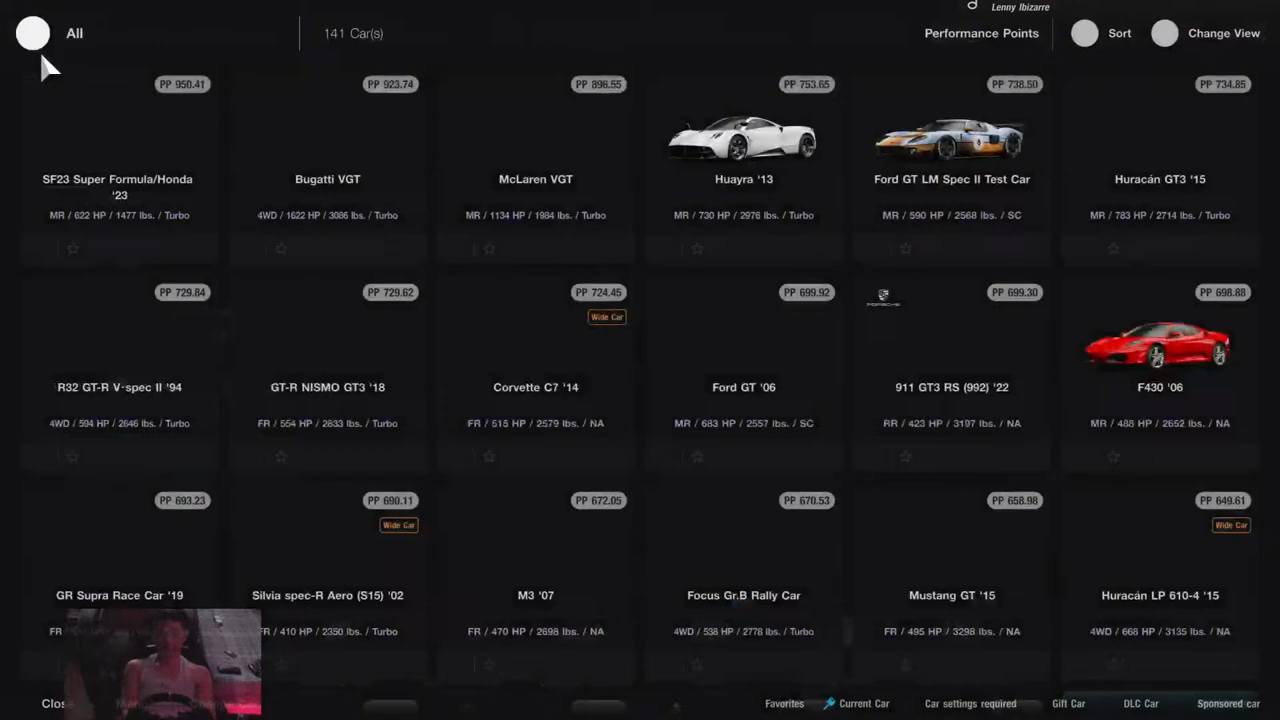 Lenny Ibizarre
All
141 Car(s)
Performance Points
Sort
Change View
PP 950.41
PP 923.74
PP 896.55
PP 753.65
PP 738.50
PP 734.85
SF23 Super Formula/Honda '23
Bugatti VGT
McLaren VGT
Huayra '13
Ford GT LM Spec II Test Car
Huracán GT3 '15
MR / 622 HP / 1477 lbs. / Turbo
4WD / 1622 HP / 3086 lbs. / Turbo
MR / 1134 HP / 1984 lbs. / Turbo
MR / 730 HP / 2976 lbs. / Turbo
MR / 590 HP / 2568 lbs. / SC
MR / 783 HP / 2714 lbs. / Turbo
PP 729.84
PP 729.62
PP 724.45
PP 699.92
PP 699.30
PP 698.88
Wide Car
PORSCHE
R32 GT-R V-spec II '94
GT-R NISMO GT3 '18
Corvette C7 '14
Ford GT '06
911 GT3 RS (992) '22
F430 '06
4WD / 594 HP / 2646 lbs. / Turbo
FR / 554 HP / 2833 lbs. / Turbo
FR / 515 HP / 2579 lbs. / NA
MR / 683 HP / 2557 lbs. / SC
RR / 423 HP / 3197 lbs. / NA
MR / 488 HP / 2652 lbs. / NA
PP 693.23
PP 690.11
PP 672.05
PP 670.53
PP 658.98
PP 649.61
Wide Car
Wide Car
GR Supra Race Car '19
Silvia spec-R Aero (S15) '02
M3 '07
Focus Gr.B Rally Car
Mustang GT '15
Huracán LP 610-4 '15
FR / 410 HP / 2350 lbs. / Turbo
FR / 470 HP / 2698 lbs. / NA
4WD / 538 HP / 2778 lbs. / Turbo
FR / 495 HP / 3298 lbs. / NA
4WD / 668 HP / 3135 lbs. / NA
Favorites
Current Car
Car settings required
Gift Car
DLC Car
Sponsored car